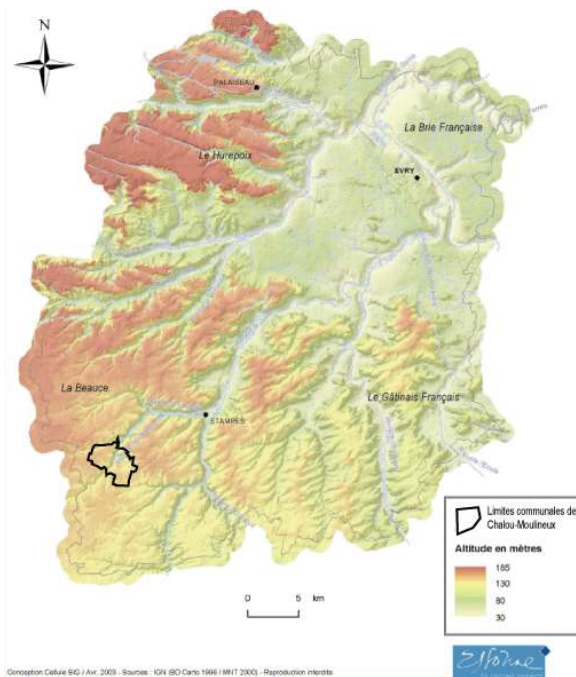 N
PALAISEAU
La Brie Française
Le Hurepoix
EVRY
La Beauce
Le Gâtinais Français
ETAMPES
Limites communales de
Chalou-Moulineux
Altitude en mètres
185
130
80
30
0 5 km
Essonne
Conception Cellule SIG / Avr. 2003 - Sources : IGN (BD Carto 1996 / MNT 2000) - Reproduction interdite